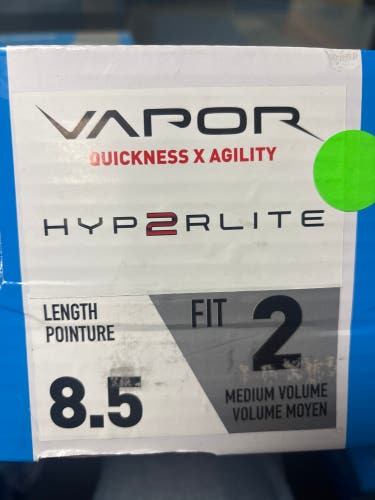 VAPOR
QUICKNESS X AGILITY
HYP2RLITE
LENGTH
POINTURE
8.5
FIT 2
MEDIUM VOLUME
VOLUME MOYEN